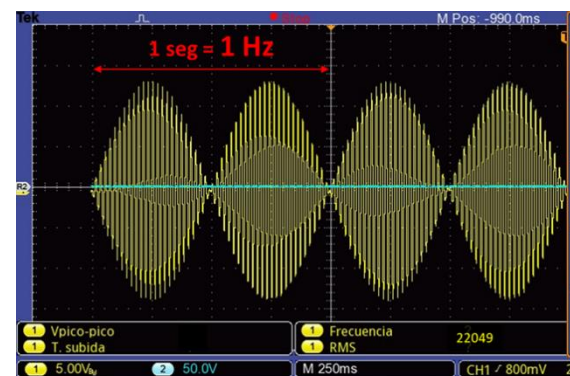 Tek
M Pos: -990.0ms
1 seg = 1 Hz
R2
1 Vpico-pico
1 T. subida
1 Frecuencia
22049
1 RMS
1 5.00V
2 50.0V
M 250ms
CH1 / 800mV